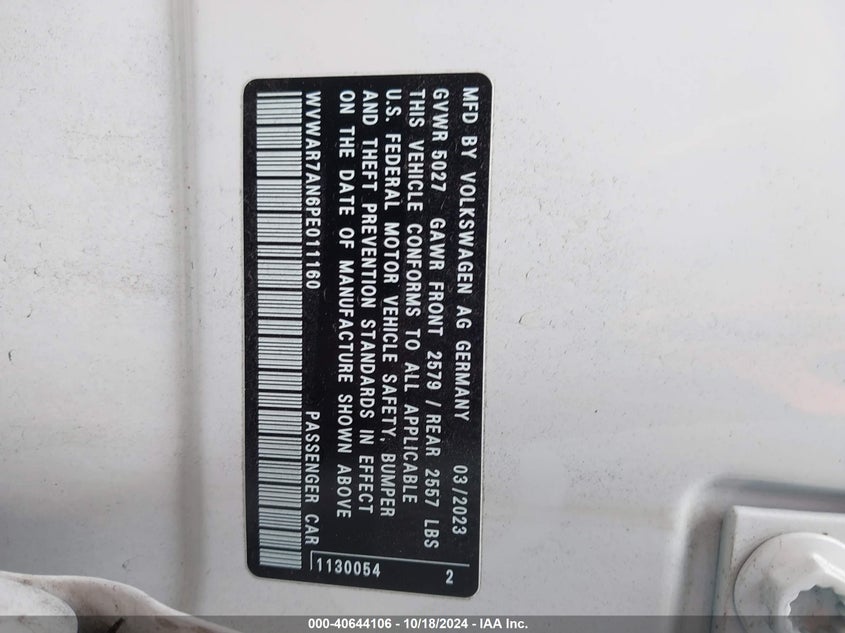 MFD BY VOLKSWAGEN AG GERMANY 03/2023
GVWR 5027 GAWR FRONT 2579 / REAR 2557 LBS
THIS VEHICLE CONFORMS TO ALL APPLICABLE
U.S. FEDERAL MOTOR VEHICLE SAFETY, BUMPER
AND THEFT PREVENTION STANDARDS IN EFFECT
ON THE DATE OF MANUFACTURE SHOWN ABOVE
WVWAR7AN6PE011160 PASSENGER CAR
1130054 2
000-40644106 - 10/18/2024 - IAA Inc.